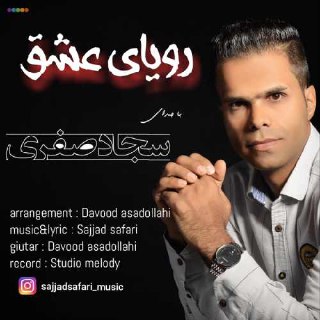 رویای عشق
با صدای
سجاد صفری
arrangement : Davood asadollahi
music&lyric : Sajjad safari
giutar : Davood asadollahi
record : Studio melody
sajjadsafari_music